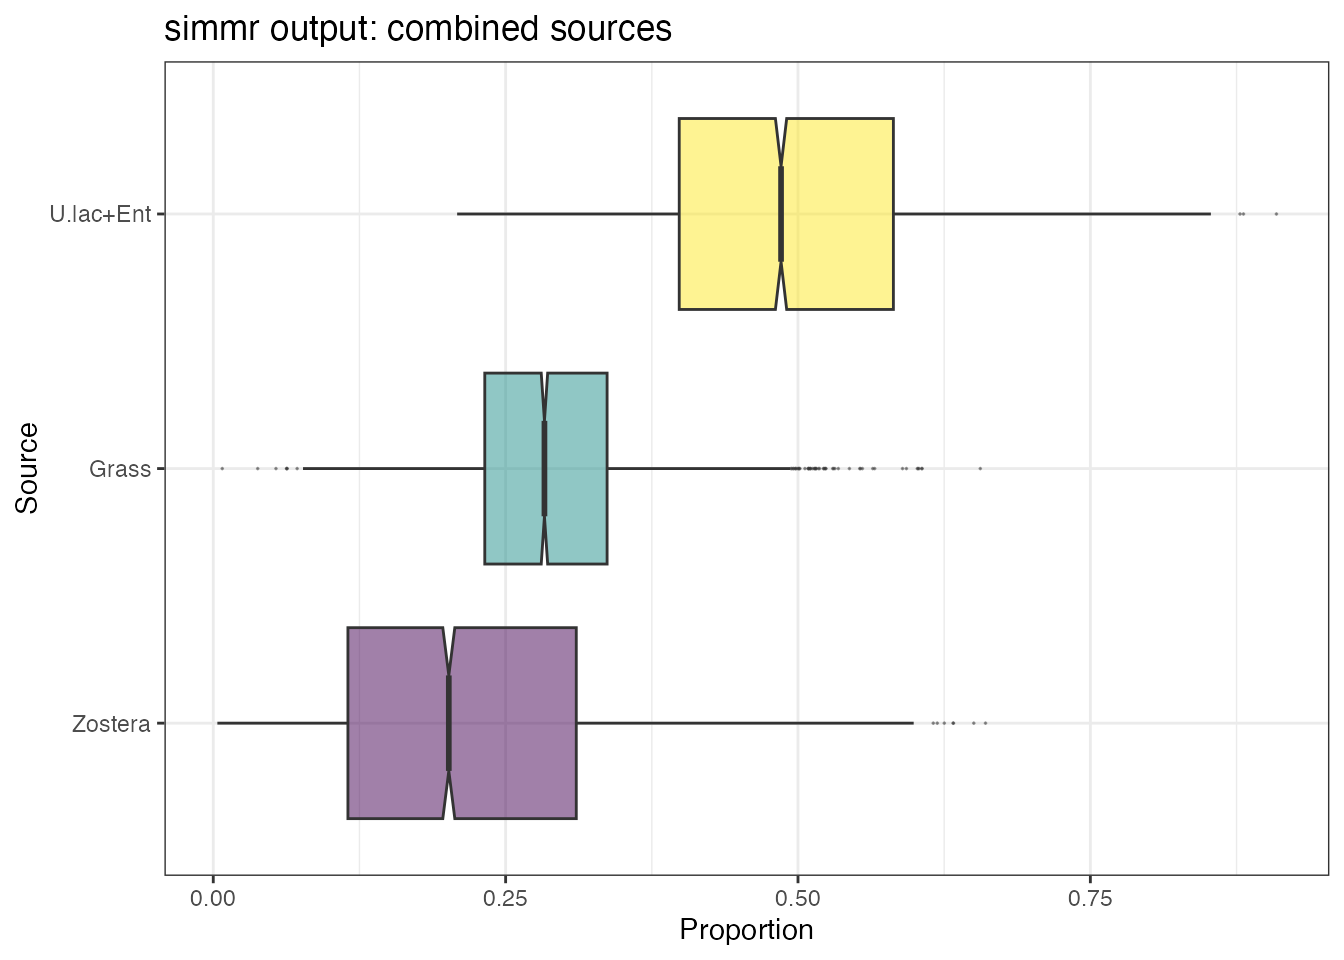 simmr output: combined sources
U.lac+Ent
Grass
Zostera
Source
0.00
0.25
0.50
0.75
Proportion